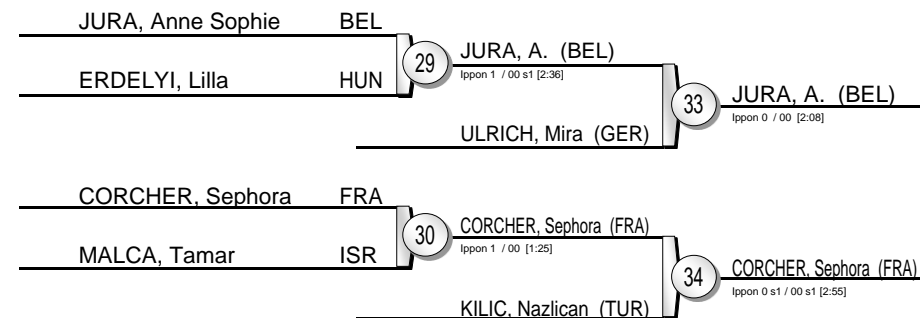 JURA, Anne Sophie BEL
29
JURA, A. (BEL)
Ippon 1 / 00 s1 [2:36]
ERDELYI, Lilla HUN
33
JURA, A. (BEL)
Ippon 0 / 00 [2:08]
ULRICH, Mira (GER)
CORCHER, Sephora FRA
30
CORCHER, Sephora (FRA)
Ippon 1 / 00 [1:25]
MALCA, Tamar ISR
34
CORCHER, Sephora (FRA)
Ippon 0 s1 / 00 s1 [2:55]
KILIC, Nazlican (TUR)